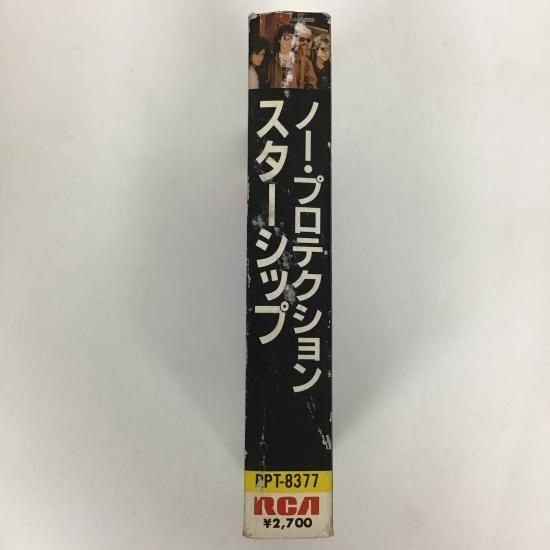 ノー・プロテクション
スターシップ
RPT-8377
RCA
¥2,700